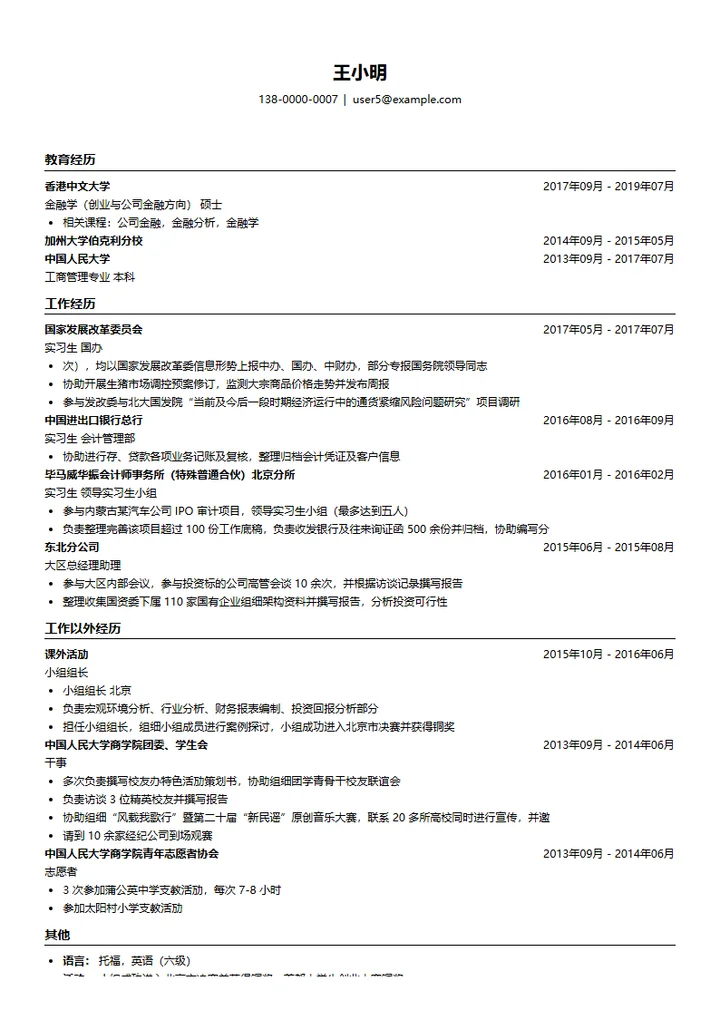 王小明
138-0000-0007 | user5@example.com
教育经历
香港中文大学 2017年09月 - 2019年07月
金融学（创业与公司金融方向） 硕士
• 相关课程：公司金融，金融分析，金融学
加州大学伯克利分校 2014年09月 - 2015年05月
中国人民大学 2013年09月 - 2017年07月
工商管理专业 本科
工作经历
国家发展改革委员会 2017年05月 - 2017年07月
实习生 国办
• 次），均以国家发展改革委信息形势上报中办、国办、中财办，部分专报国务院领导同志
• 协助开展生猪市场调控预案修订，监测大宗商品价格走势并发布周报
• 参与发改委与北大国发院“当前及今后一段时期经济运行中的通货紧缩风险问题研究”项目调研
中国进出口银行总行 2016年08月 - 2016年09月
实习生 会计管理部
• 协助进行存、贷款各项业务记账及复核，整理归档会计凭证及客户信息
毕马威华振会计师事务所（特殊普通合伙）北京分所 2016年01月 - 2016年02月
实习生 领导实习生小组
• 参与内蒙古某汽车公司 IPO 审计项目，领导实习生小组（最多达到五人）
• 负责整理完善该项目超过 100 份工作底稿，负责收发银行及往来询证函 500 余份并归档，协助编写分
东北分公司 2015年06月 - 2015年08月
大区总经理助理
• 参与大区内部会议，参与投资标的公司高管会谈 10 余次，并根据访谈记录撰写报告
• 整理收集国资委下属 110 家国有企业组细架构资料并撰写报告，分析投资可行性
工作以外经历
课外活动 2015年10月 - 2016年06月
小组组长
• 小组组长 北京
• 负责宏观环境分析、行业分析、财务报表编制、投资回报分析部分
• 担任小组组长，组细小组成员进行案例探讨，小组成功进入北京市决赛并获得铜奖
中国人民大学商学院团委、学生会 2013年09月 - 2014年06月
干事
• 多次负责撰写校友办特色活动策划书，协助组细团学青骨干校友联谊会
• 负责访谈 3 位精英校友并撰写报告
• 协助组细“风载我歌行”暨第二十届“新民谣”原创音乐大赛，联系 20 多所高校同时进行宣传，并邀
• 请到 10 余家经纪公司到场观赛
中国人民大学商学院青年志愿者协会 2013年09月 - 2014年06月
志愿者
• 3 次参加蒲公英中学支教活动，每次 7-8 小时
• 参加太阳村小学支教活动
其他
• 语言： 托福，英语（六级）